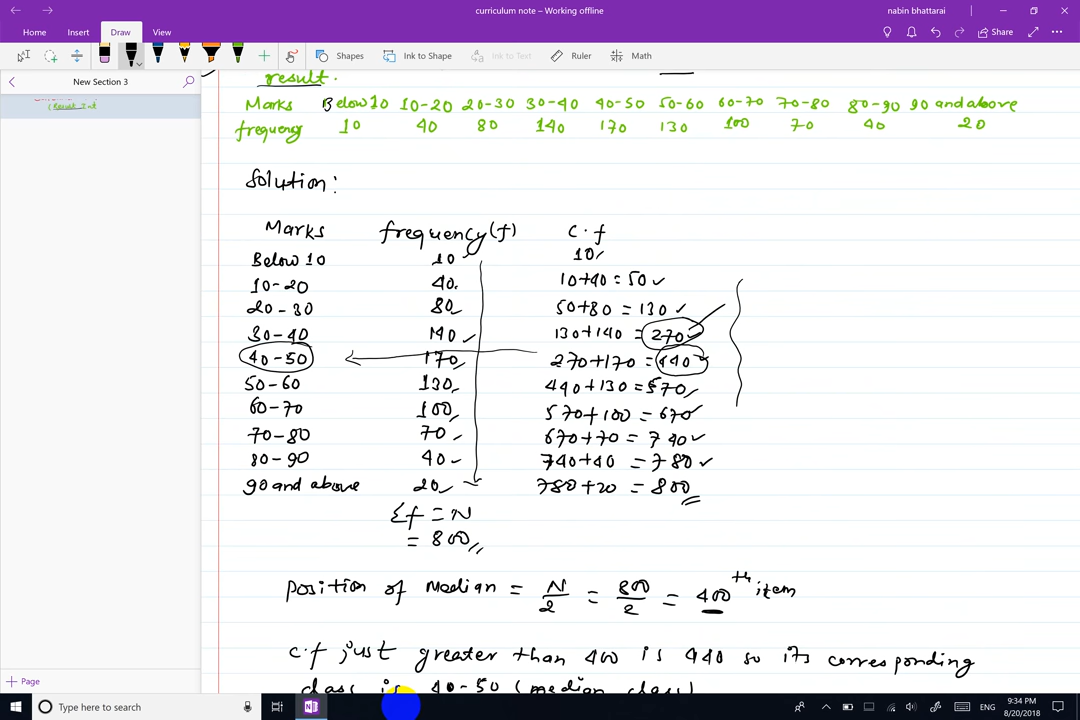 curriculum note – Working offline
nabin bhattarai
Home Insert Draw View
Share
Shapes Ink to Shape Ink to Text Ruler Math
New Section 3
result.
Marks Below 10 10-20 20-30 30-40 40-50 50-60 60-70 70-80 80-90 90 and above
frequency 10 40 80 140 170 130 100 70 40 20
Solution:
Marks frequency(f) c.f
Below 10 10 10
10-20 40 10+40 = 50
20-30 80 50+80 = 130
30-40 140 130+140 = 270
40-50 170 270+170 = 440
50-60 130 440+130 = 570
60-70 100 570+100 = 670
70-80 70 670+70 = 740
80-90 40 740+40 = 780
90 and above 20 780+20 = 800
Σf = N
= 800
Position of Median = N/2 = 800/2 = 400th item
c.f just greater than 400 is 440 so its corresponding
class is 40-50 (median class)
Page
Type here to search
ENG
9:34 PM
8/20/2018